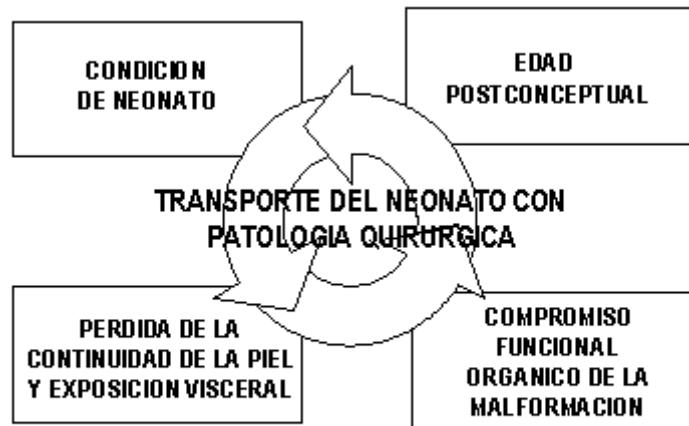 CONDICION
DE NEONATO
EDAD
POSTCONCEPTUAL
TRANSPORTE DEL NEONATO CON
PATOLOGIA QUIRURGICA
PERDIDA DE LA
CONTINUIDAD DE LA PIEL
Y EXPOSICION VISCERAL
COMPROMISO
FUNCIONAL
ORGANICO DE LA
MALFORMACION